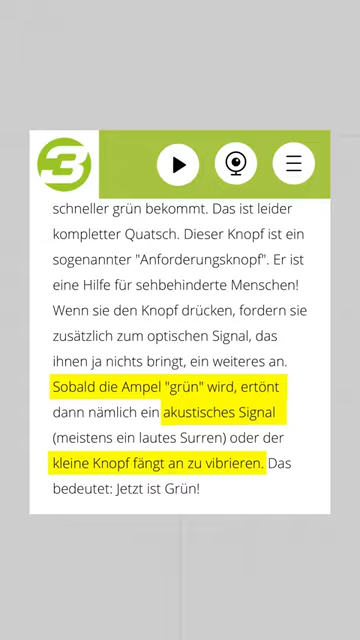 3
schneller grün bekommt. Das ist leider
kompletter Quatsch. Dieser Knopf ist ein
sogenannter "Anforderungsknopf". Er ist
eine Hilfe für sehbehinderte Menschen!
Wenn sie den Knopf drücken, fordern sie
zusätzlich zum optischen Signal, das
ihnen ja nichts bringt, ein weiteres an.
Sobald die Ampel "grün" wird, ertönt
dann nämlich ein akustisches Signal
(meistens ein lautes Surren) oder der
kleine Knopf fängt an zu vibrieren. Das
bedeutet: Jetzt ist Grün!